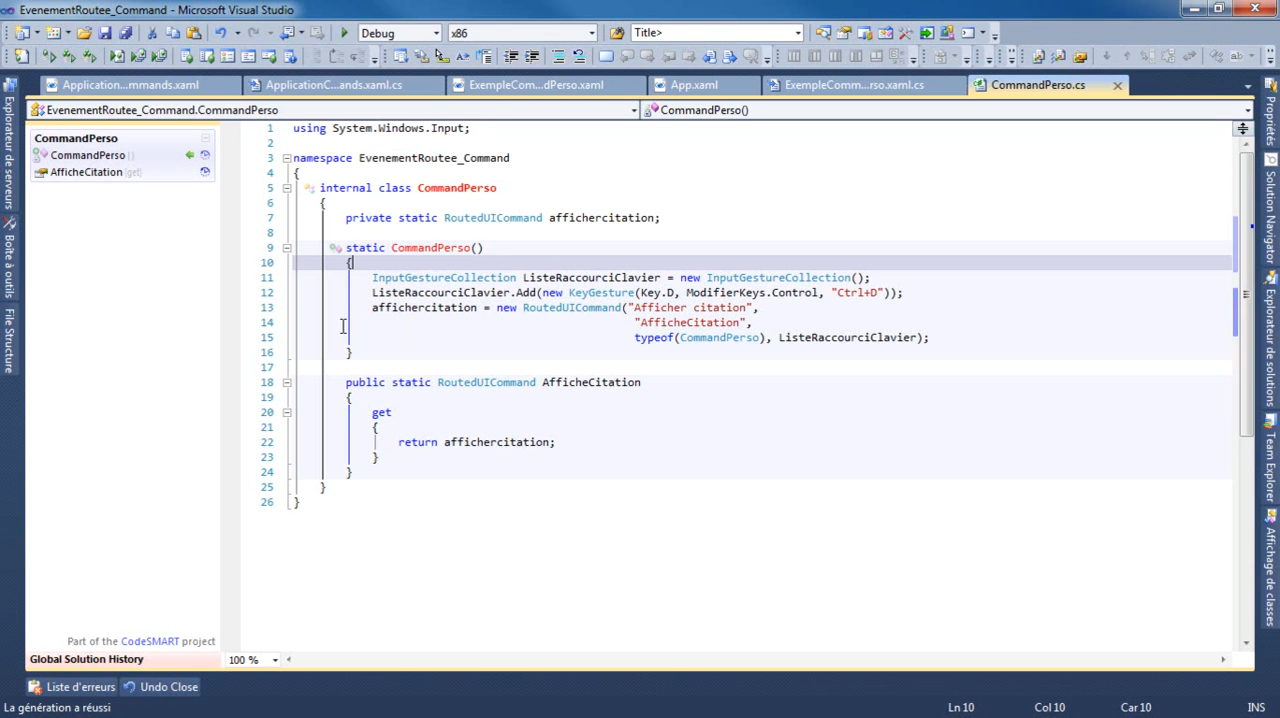 EvenementRoutee_Command - Microsoft Visual Studio
Debug x86 Title>
Application...mmands.xaml ApplicationC...ands.xaml.cs ExempleCom...dPerso.xaml App.xaml ExempleComm...rso.xaml.cs CommandPerso.cs
EvenementRoutee_Command.CommandPerso CommandPerso()
Explorateur de serveurs
Boîte à outils
File Structure
CommandPerso
CommandPerso ()
AfficheCitation {get}
1 using System.Windows.Input;
2
3 namespace EvenementRoutee_Command
4 {
5 internal class CommandPerso
6 {
7 private static RoutedUICommand affichercitation;
8
9 static CommandPerso()
10 {
11 InputGestureCollection ListeRaccourciClavier = new InputGestureCollection();
12 ListeRaccourciClavier.Add(new KeyGesture(Key.D, ModifierKeys.Control, "Ctrl+D"));
13 affichercitation = new RoutedUICommand("Afficher citation",
14 "AfficheCitation",
15 typeof(CommandPerso), ListeRaccourciClavier);
16 }
17
18 public static RoutedUICommand AfficheCitation
19 {
20 get
21 {
22 return affichercitation;
23 }
24 }
25 }
26 }
Propriétés
Solution Navigator
Explorateur de solutions
Team Explorer
Affichage de classes
Part of the CodeSMART project
Global Solution History
100 %
Liste d'erreurs Undo Close
La génération a réussi Ln 10 Col 10 Car 10 INS